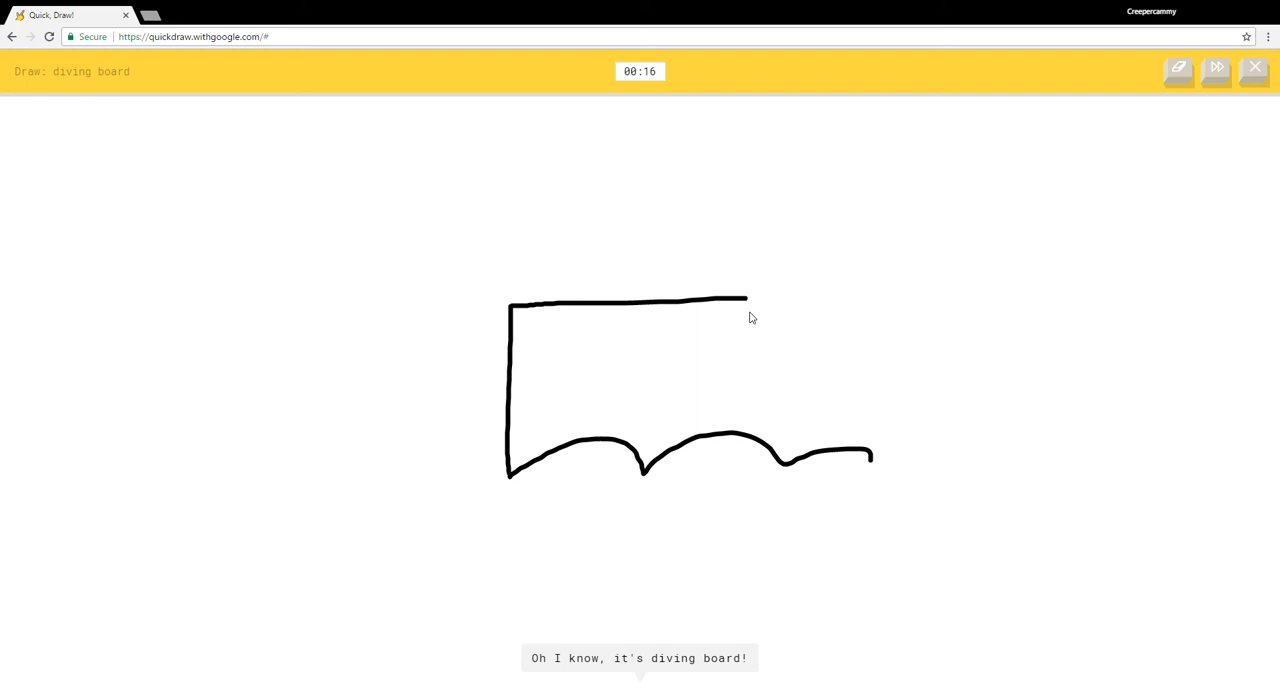 Creepercammy
Quick, Draw!
Secure
https://quickdraw.withgoogle.com/#
Draw: diving board
00:16
Oh I know, it's diving board!